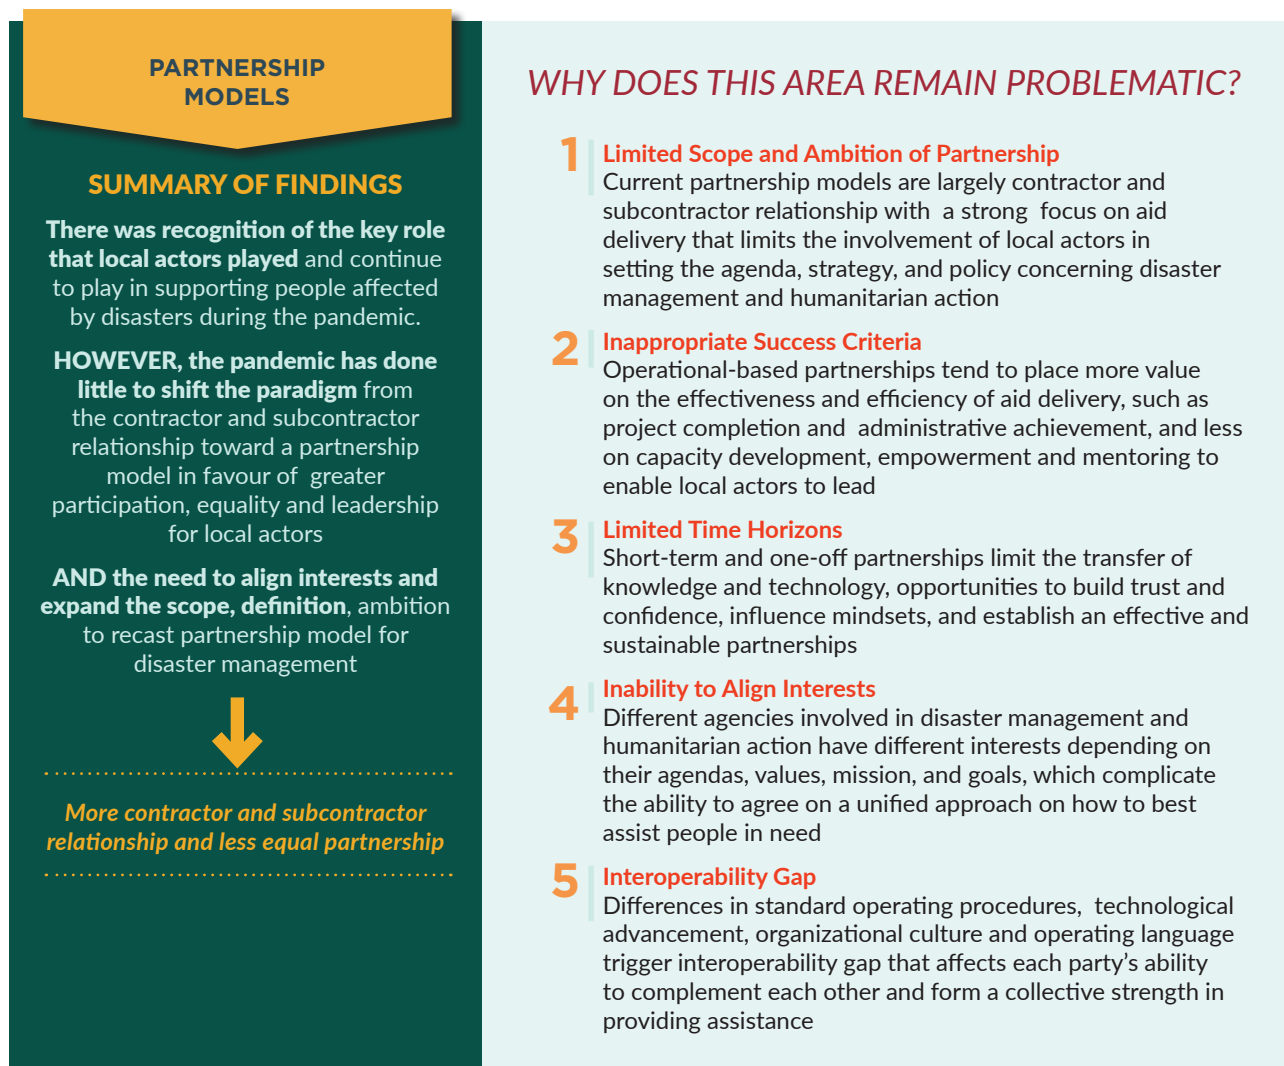 PARTNERSHIP
MODELS
SUMMARY OF FINDINGS
There was recognition of the key role
that local actors played and continue
to play in supporting people affected
by disasters during the pandemic.
HOWEVER, the pandemic has done
little to shift the paradigm from
the contractor and subcontractor
relationship toward a partnership
model in favour of greater
participation, equality and leadership
for local actors
AND the need to align interests and
expand the scope, definition, ambition
to recast partnership model for
disaster management
More contractor and subcontractor
relationship and less equal partnership
WHY DOES THIS AREA REMAIN PROBLEMATIC?
1 Limited Scope and Ambition of Partnership
Current partnership models are largely contractor and
subcontractor relationship with a strong focus on aid
delivery that limits the involvement of local actors in
setting the agenda, strategy, and policy concerning disaster
management and humanitarian action
2 Inappropriate Success Criteria
Operational-based partnerships tend to place more value
on the effectiveness and efficiency of aid delivery, such as
project completion and administrative achievement, and less
on capacity development, empowerment and mentoring to
enable local actors to lead
3 Limited Time Horizons
Short-term and one-off partnerships limit the transfer of
knowledge and technology, opportunities to build trust and
confidence, influence mindsets, and establish an effective and
sustainable partnerships
4 Inability to Align Interests
Different agencies involved in disaster management and
humanitarian action have different interests depending on
their agendas, values, mission, and goals, which complicate
the ability to agree on a unified approach on how to best
assist people in need
5 Interoperability Gap
Differences in standard operating procedures, technological
advancement, organizational culture and operating language
trigger interoperability gap that affects each party's ability
to complement each other and form a collective strength in
providing assistance